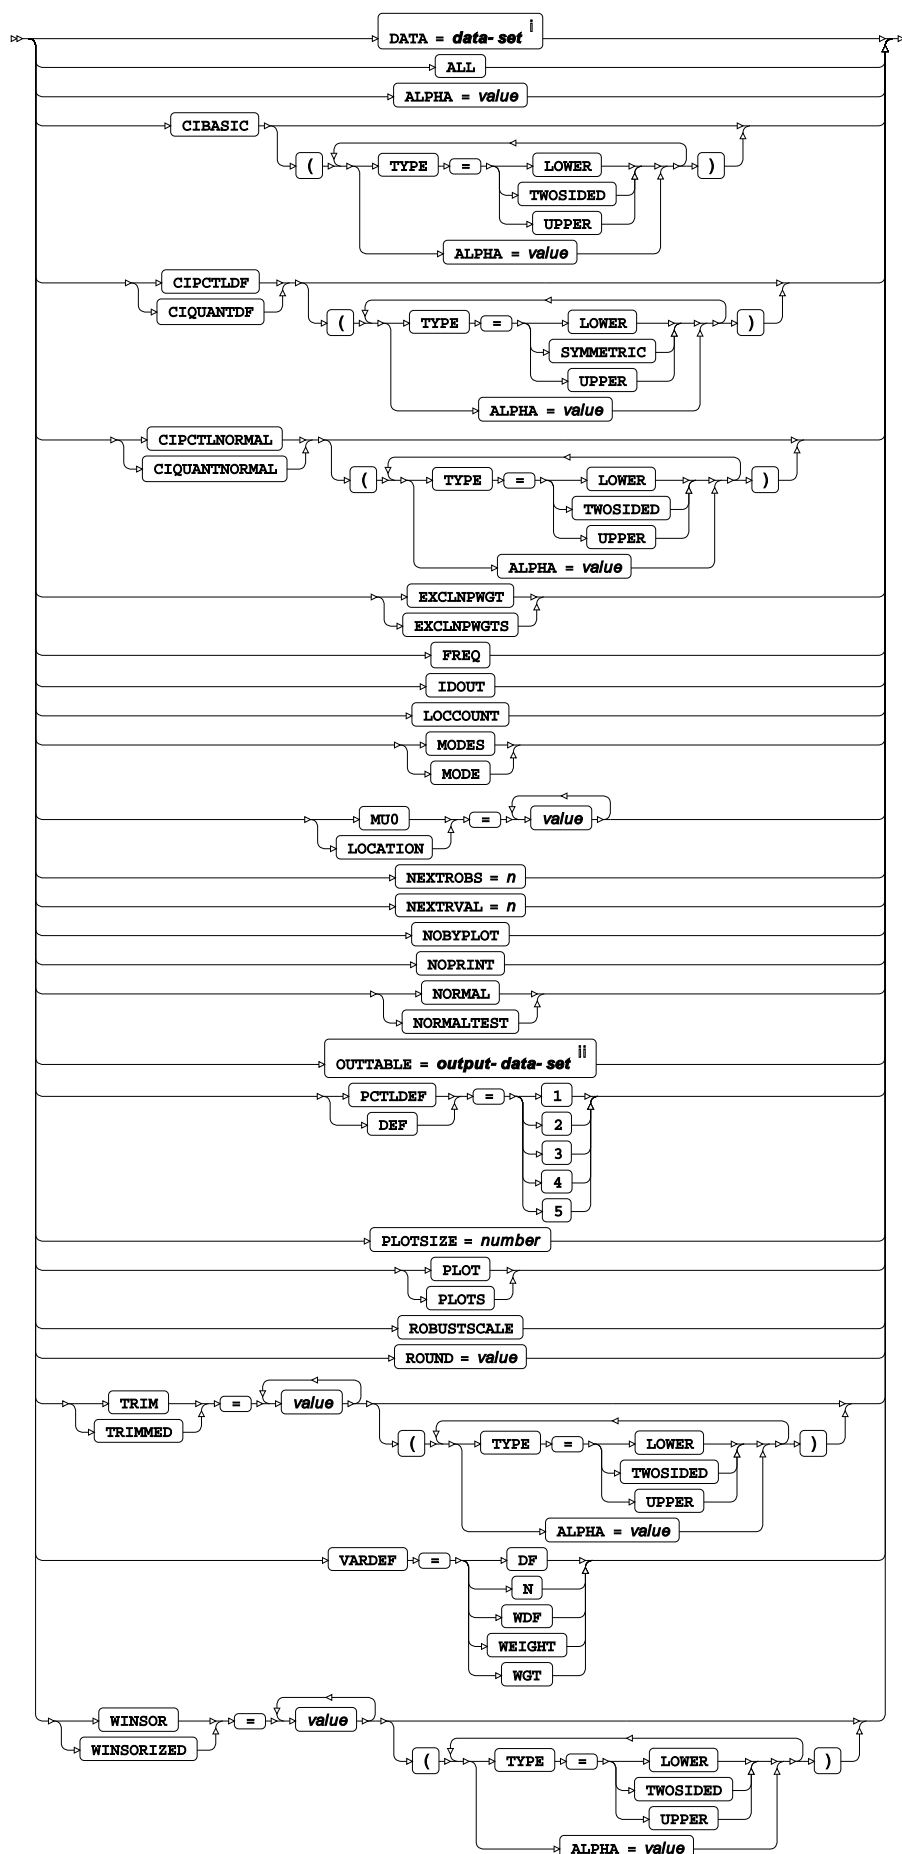 DATA = data-set i
ALL
ALPHA = value
CIBASIC
( TYPE = LOWER )
TWOSIDED
UPPER
ALPHA = value
CIPCTLDF
CIQUANTDF
( TYPE = LOWER )
SYMMETRIC
UPPER
ALPHA = value
CIPCTLNORMAL
CIQUANTNORMAL
( TYPE = LOWER )
TWOSIDED
UPPER
ALPHA = value
EXCLNPWGT
EXCLNPWGTS
FREQ
IDOUT
LOCCOUNT
MODES
MODE
MU0 = value
LOCATION
NEXTROBS = n
NEXTRVAL = n
NOBYPLOT
NOPRINT
NORMAL
NORMALTEST
OUTTABLE = output-data-set ii
PCTLDEF = 1
DEF 2
3
4
5
PLOTSIZE = number
PLOT
PLOTS
ROBUSTSCALE
ROUND = value
TRIM = value
TRIMMED
( TYPE = LOWER )
TWOSIDED
UPPER
ALPHA = value
VARDEF = DF
N
WDF
WEIGHT
WGT
WINSOR = value
WINSORIZED
( TYPE = LOWER )
TWOSIDED
UPPER
ALPHA = value